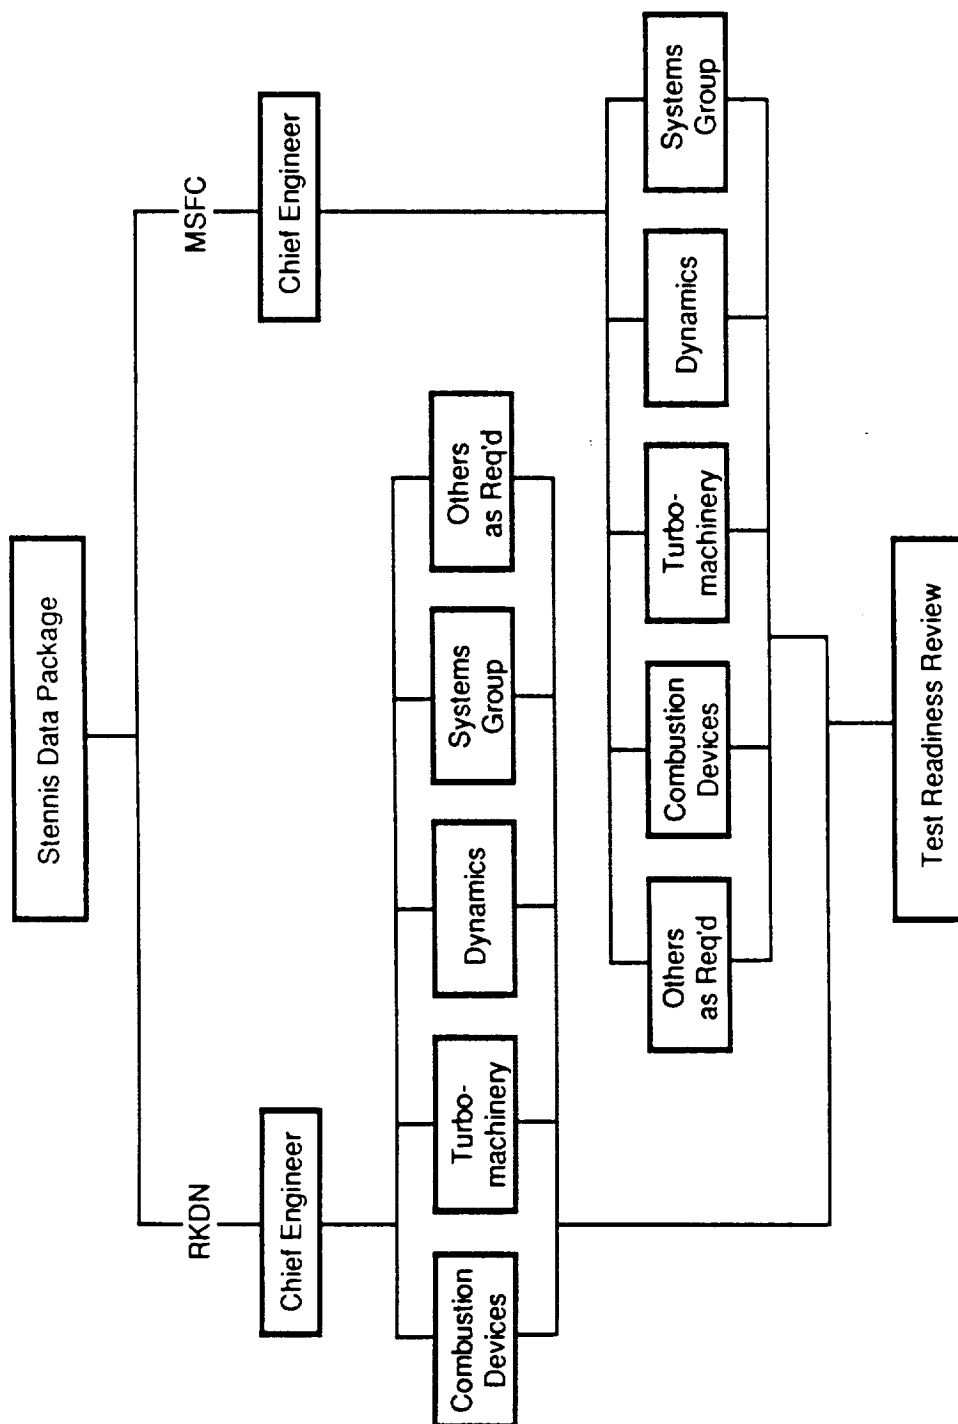 Stennis Data Package
RKDN
MSFC
Chief Engineer
Chief Engineer
Combustion
Devices
Turbo-
machinery
Dynamics
Systems
Group
Others
as Req'd
Others
as Req'd
Combustion
Devices
Turbo-
machinery
Dynamics
Systems
Group
Test Readiness Review